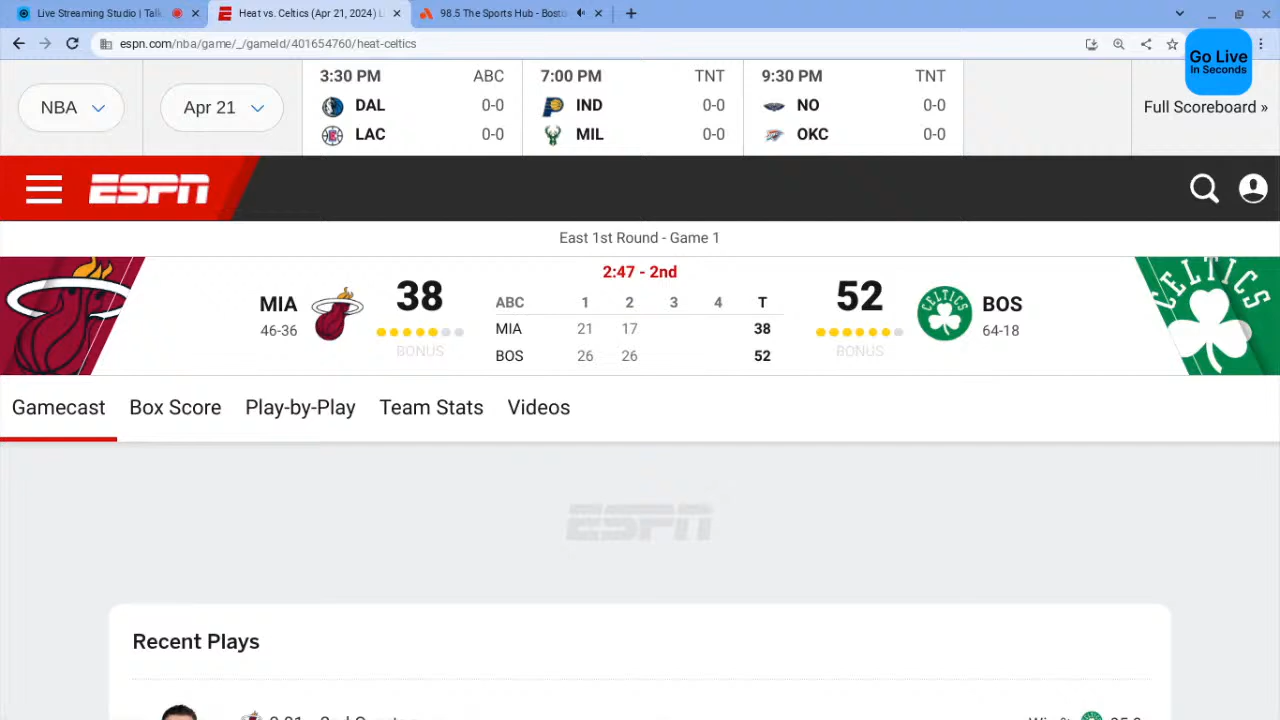 Live Streaming Studio | Talk
Heat vs. Celtics (Apr 21, 2024) L
98.5 The Sports Hub - Bosto
espn.com/nba/game/_/gameId/401654760/heat-celtics
Go Live
In Seconds
NBA
Apr 21
3:30 PM ABC
DAL 0-0
LAC 0-0
7:00 PM TNT
IND 0-0
MIL 0-0
9:30 PM TNT
NO 0-0
OKC 0-0
Full Scoreboard »
ESPN
East 1st Round - Game 1
MIA
46-36
38
BONUS
2:47 - 2nd
ABC 1 2 3 4 T
MIA 21 17 38
BOS 26 26 52
52
BONUS
CELTICS
BOS
64-18
CELTICS
Gamecast Box Score Play-by-Play Team Stats Videos
ESPN
Recent Plays